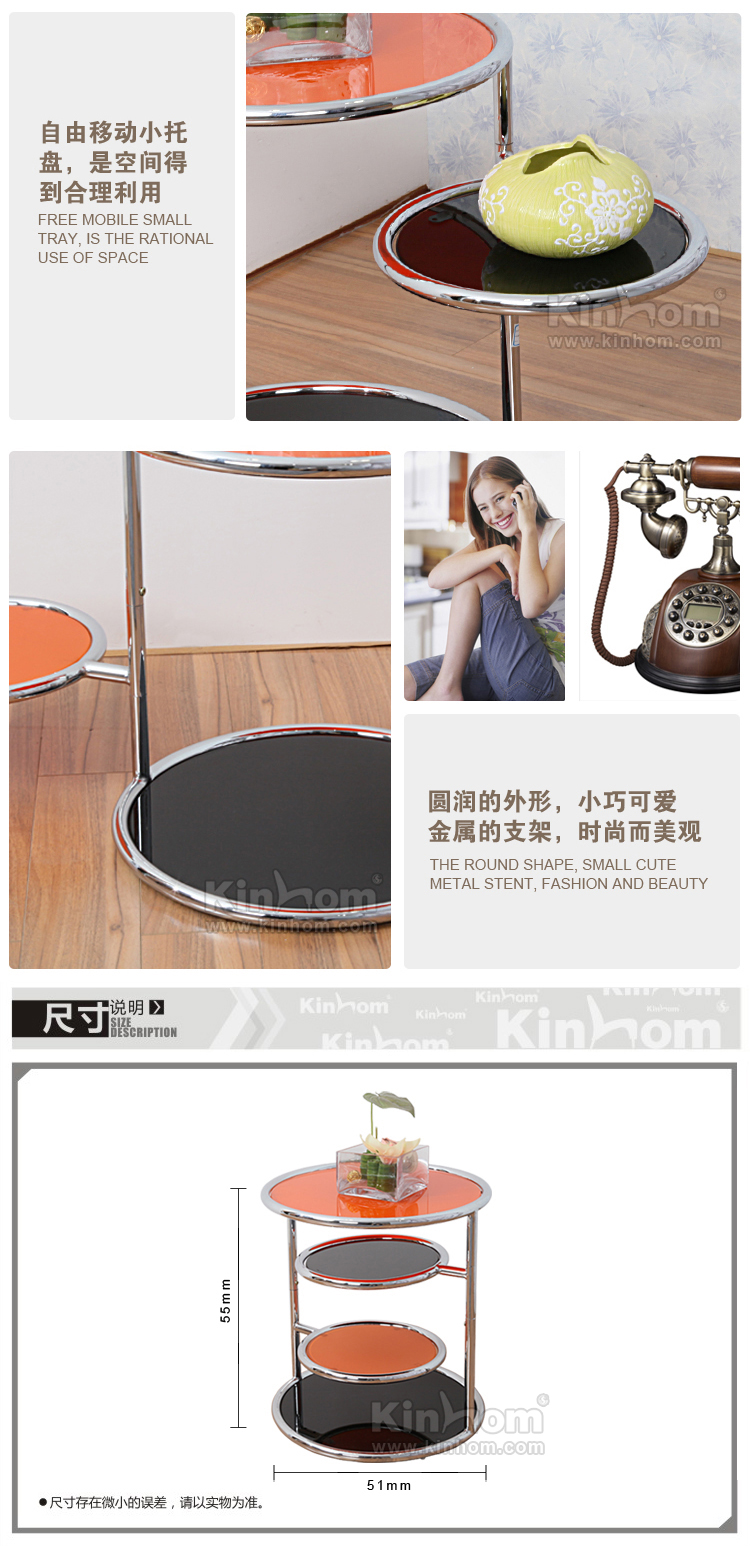 自由移动小托
盘，是空间得
到合理利用
FREE MOBILE SMALL
TRAY, IS THE RATIONAL
USE OF SPACE
Kinhom
www.kinhom.com
圆润的外形，小巧可爱
金属的支架，时尚而美观
THE ROUND SHAPE, SMALL CUTE
METAL STENT, FASHION AND BEAUTY
Kinhom
www.kinhom.com
尺寸说明
SIZE
DESCRIPTION
Kinhom
Kinhom
Kinhom
Kinhom
Kinhom
Kinhom
55mm
Kinhom
www.kinhom.com
51mm
●尺寸存在微小的误差，请以实物为准。